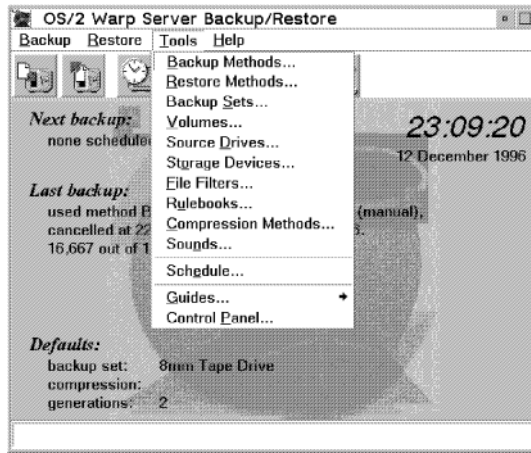 OS/2 Warp Server Backup/Restore
Backup Restore Tools Help
Backup Methods...
Restore Methods...
Backup Sets...
Volumes...
Source Drives...
Storage Devices...
File Filters...
Rulebooks...
Compression Methods...
Sounds...
Schedule...
Guides...
Control Panel...
Next backup:
none scheduled
23:09:20
12 December 1996
Last backup:
used method (manual),
cancelled at 22
16,667 out of 1
Defaults:
backup set: 8mm Tape Drive
compression:
generations: 2